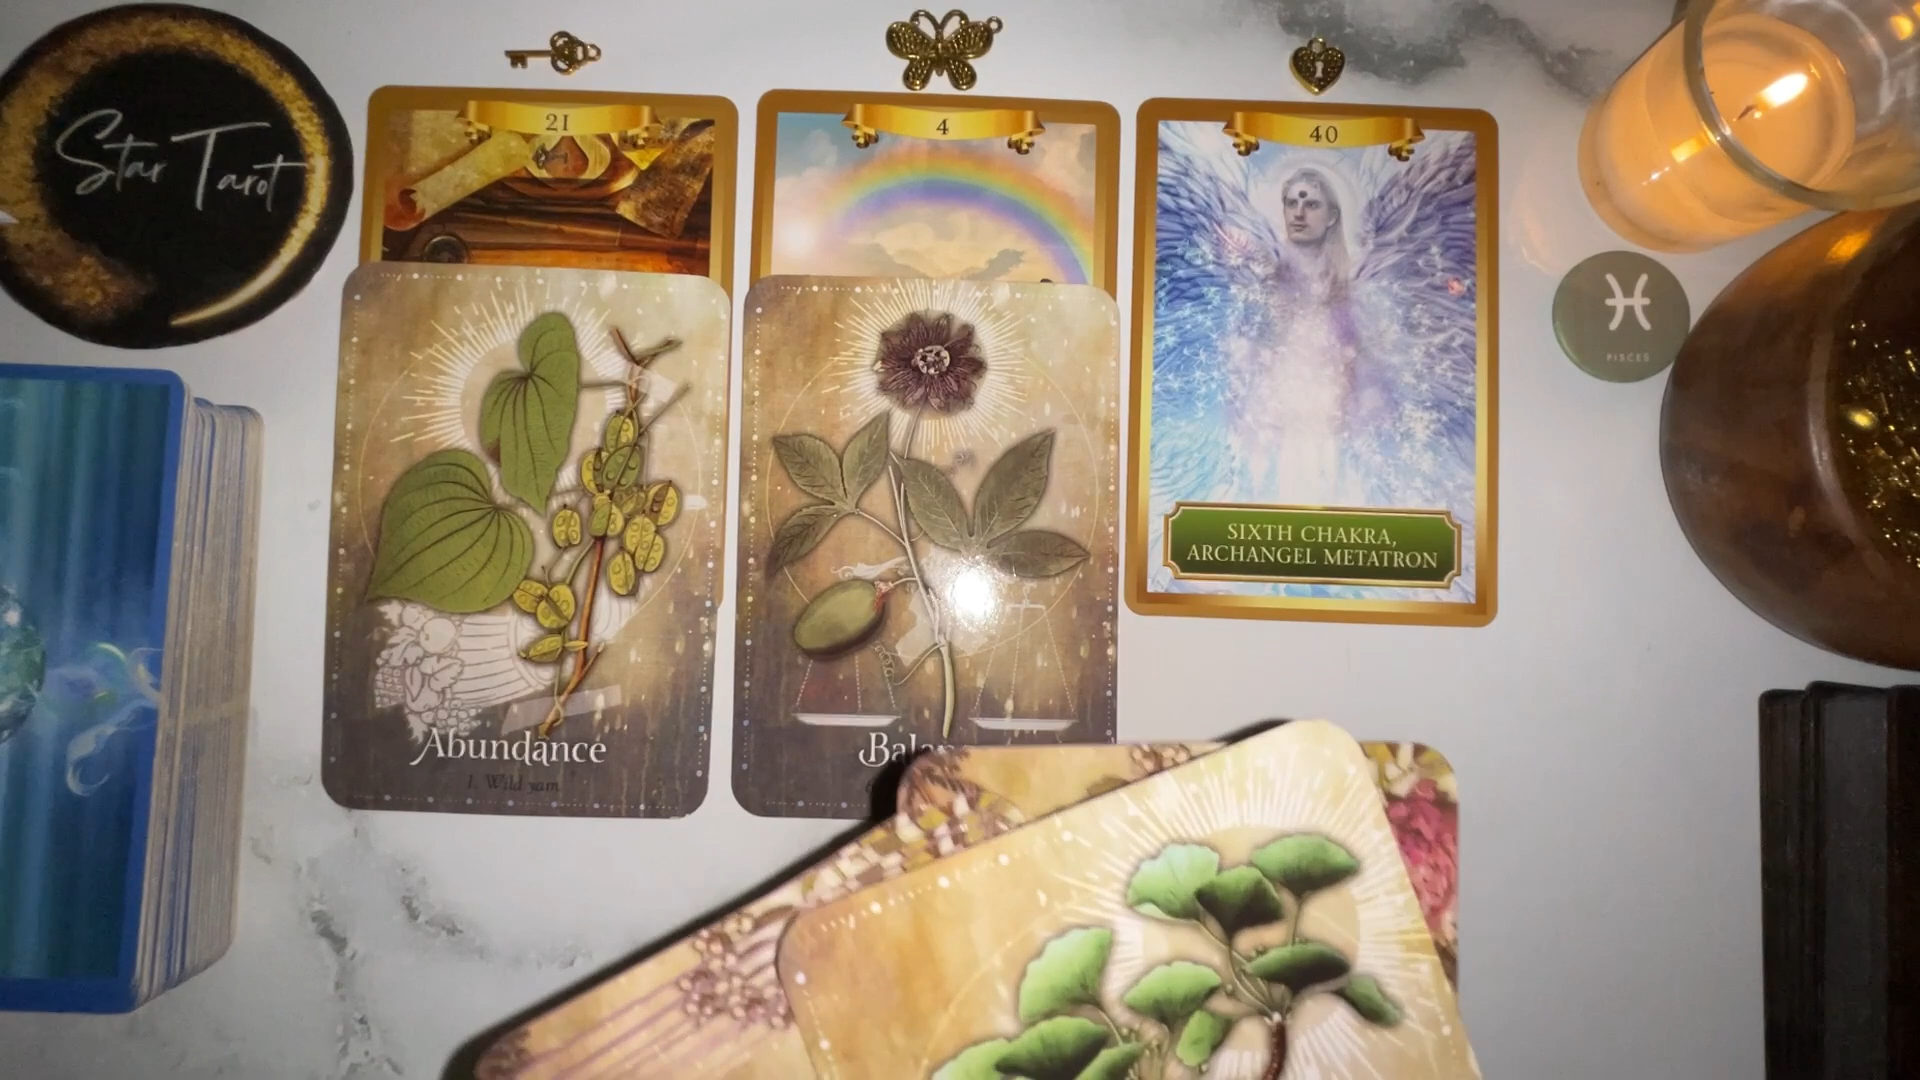 Star Tarot
21
4
40
SIXTH CHAKRA,
ARCHANGEL METATRON
PISCES
Abundance
1. Wild yam